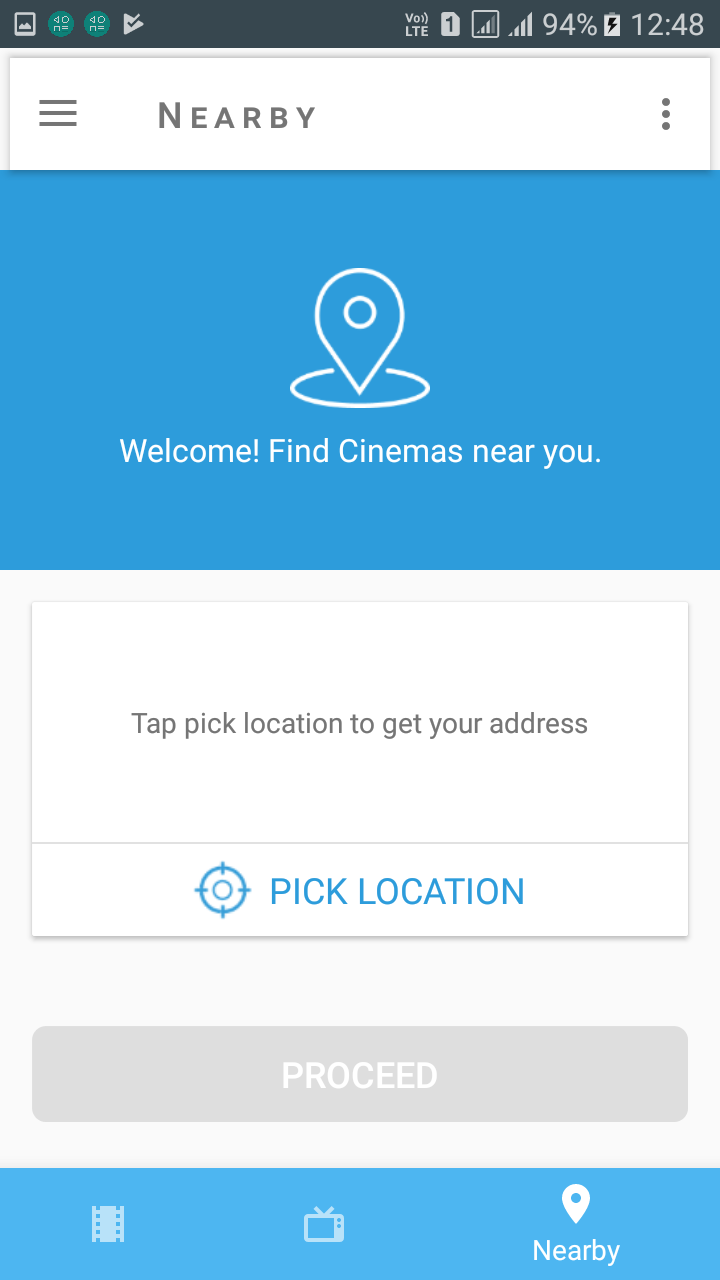 Vo)) LTE 1 94% 12:48
NEARBY
Welcome! Find Cinemas near you.
Tap pick location to get your address
PICK LOCATION
PROCEED
Nearby